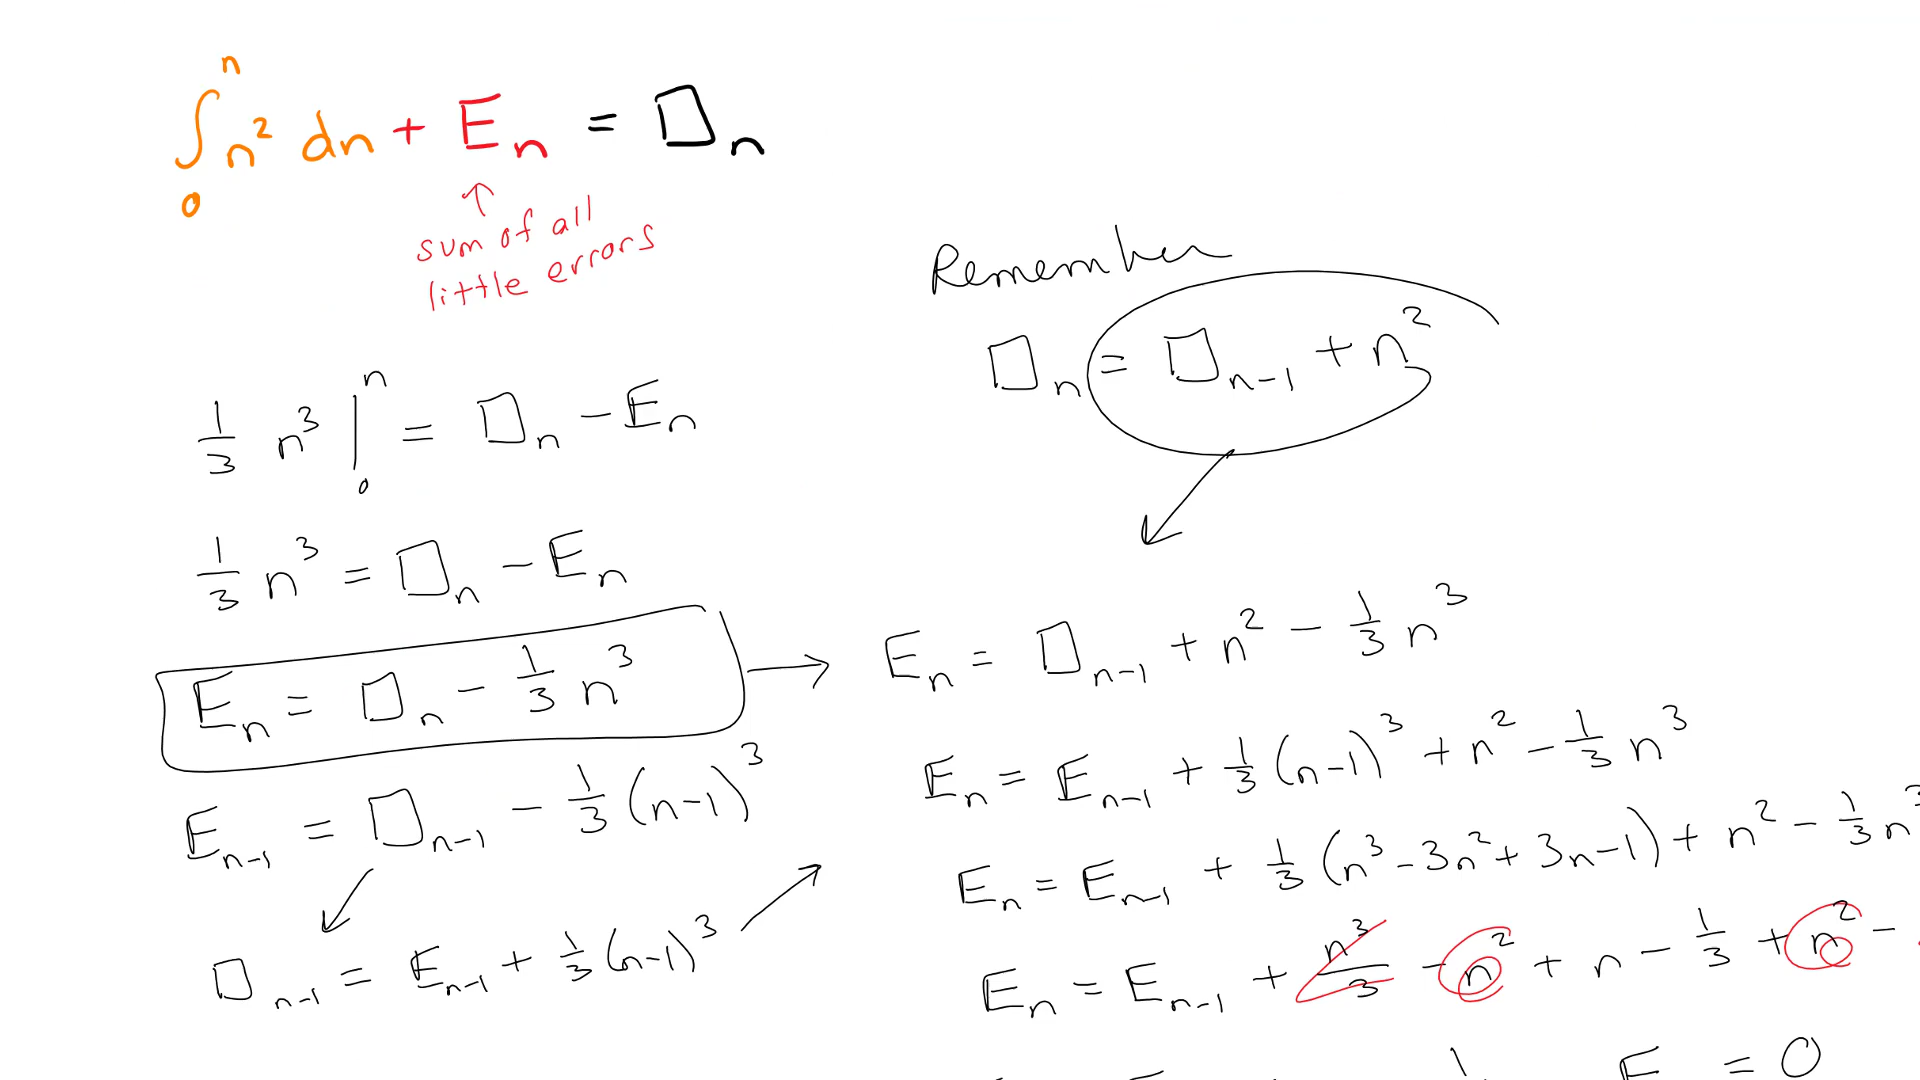 ∫₀ⁿ n² dn + Eₙ = □ₙ
↑
sum of all
little errors
Remember
□ₙ = □ₙ₋₁ + n²
1/3 n³ |₀ⁿ = □ₙ − Eₙ
1/3 n³ = □ₙ − Eₙ
Eₙ = □ₙ − 1/3 n³
Eₙ₋₁ = □ₙ₋₁ − 1/3 (n−1)³
□ₙ₋₁ = Eₙ₋₁ + 1/3 (n−1)³
Eₙ = □ₙ₋₁ + n² − 1/3 n³
Eₙ = Eₙ₋₁ + 1/3 (n−1)³ + n² − 1/3 n³
Eₙ = Eₙ₋₁ + 1/3 (n³ − 3n² + 3n − 1) + n² − 1/3 n³
Eₙ = Eₙ₋₁ + n³/3 − n² + n − 1/3 + n² −
E = 0